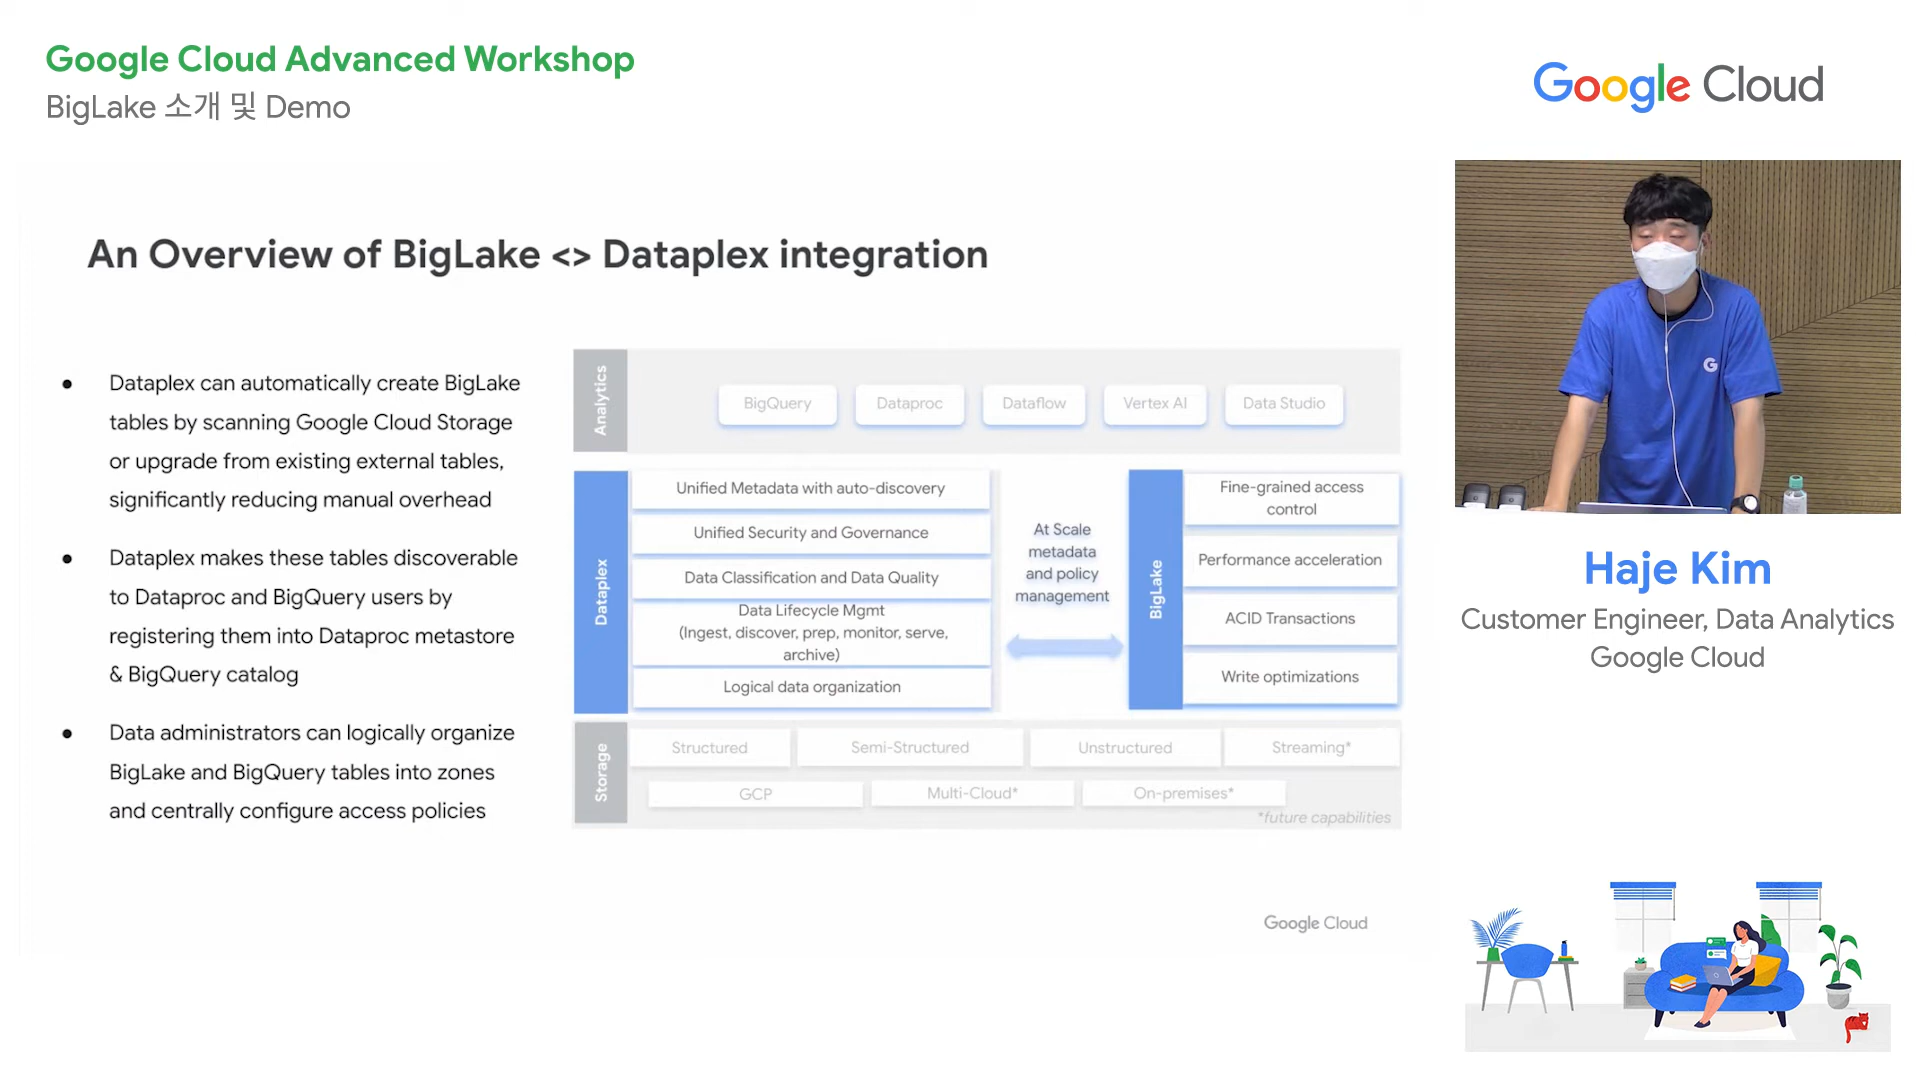 Google Cloud Advanced Workshop
BigLake 소개 및 Demo
Google Cloud
An Overview of BigLake <> Dataplex integration
● Dataplex can automatically create BigLake
tables by scanning Google Cloud Storage
or upgrade from existing external tables,
significantly reducing manual overhead
● Dataplex makes these tables discoverable
to Dataproc and BigQuery users by
registering them into Dataproc metastore
& BigQuery catalog
● Data administrators can logically organize
BigLake and BigQuery tables into zones
and centrally configure access policies
Analytics
BigQuery
Dataproc
Dataflow
Vertex AI
Data Studio
Dataplex
Unified Metadata with auto-discovery
Unified Security and Governance
Data Classification and Data Quality
Data Lifecycle Mgmt
(Ingest, discover, prep, monitor, serve,
archive)
Logical data organization
At Scale
metadata
and policy
management
BigLake
Fine-grained access
control
Performance acceleration
ACID Transactions
Write optimizations
Storage
Structured
Semi-Structured
Unstructured
Streaming*
GCP
Multi-Cloud*
On-premises*
*future capabilities
Google Cloud
G
Haje Kim
Customer Engineer, Data Analytics
Google Cloud